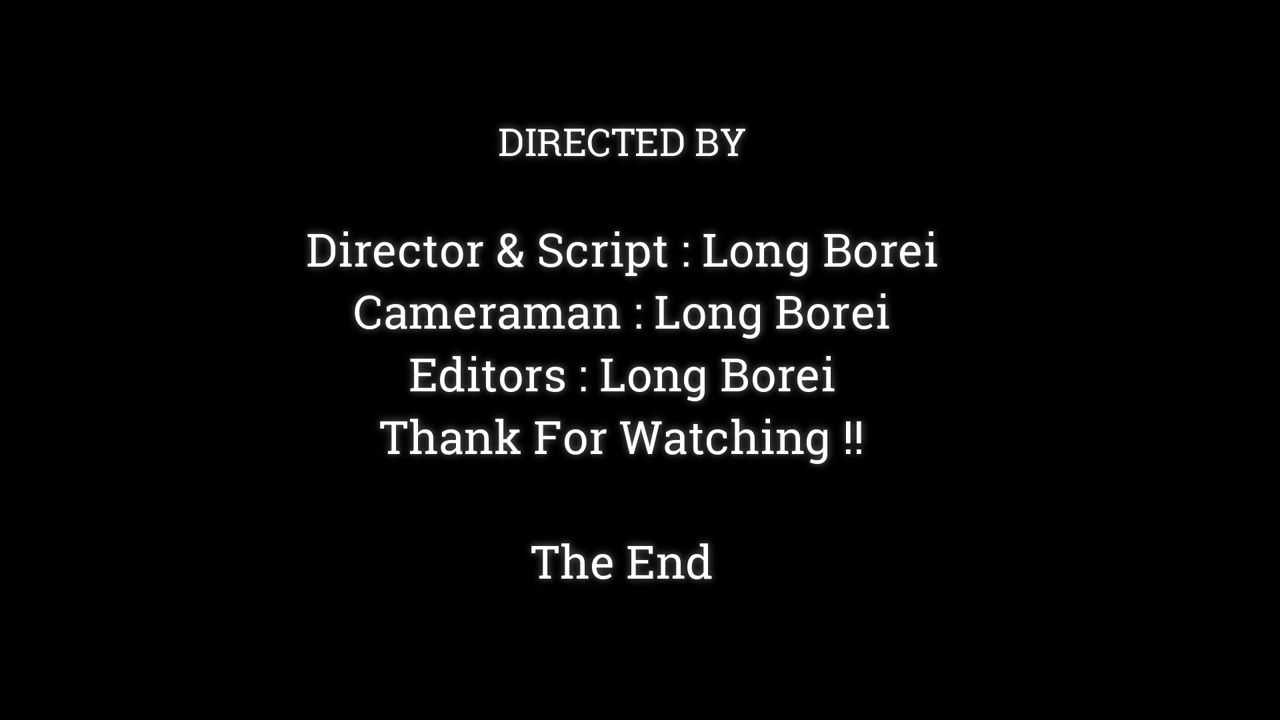 DIRECTED BY
Director & Script : Long Borei
Cameraman : Long Borei
Editors : Long Borei
Thank For Watching !!
The End